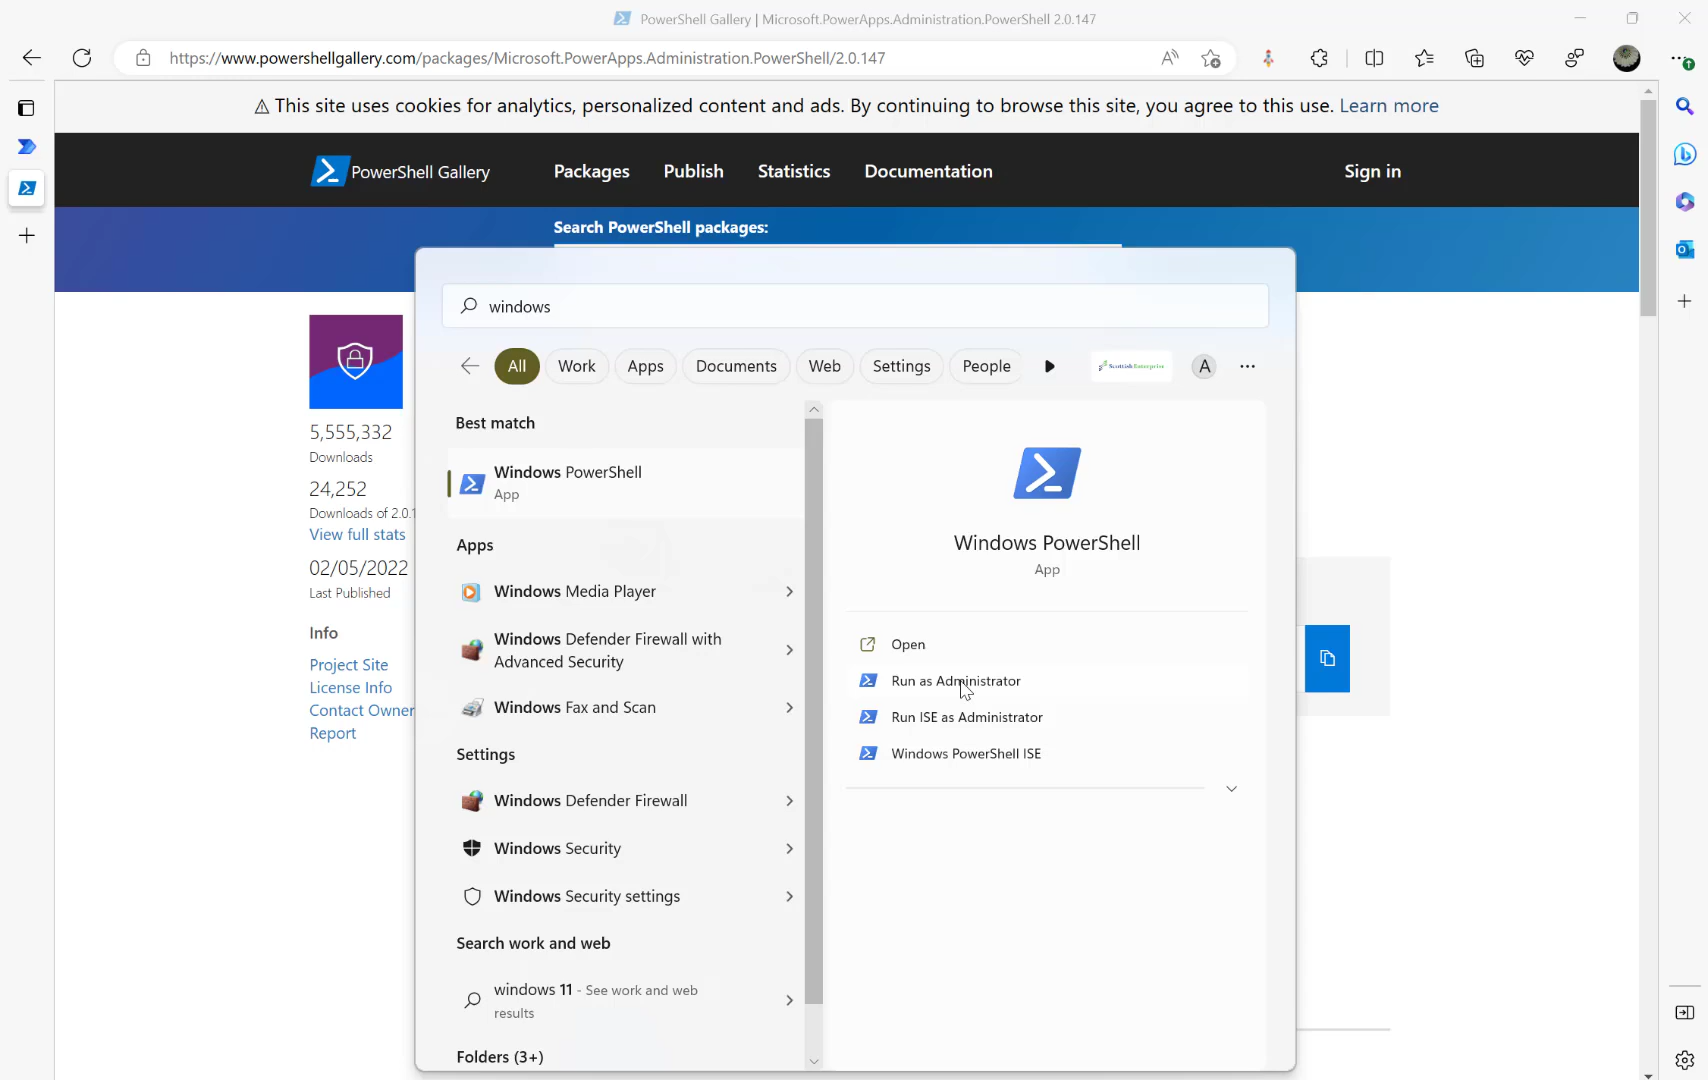 PowerShell Gallery | Microsoft.PowerApps.Administration.PowerShell 2.0.147
https://www.powershellgallery.com/packages/Microsoft.PowerApps.Administration.PowerShell/2.0.147
⚠ This site uses cookies for analytics, personalized content and ads. By continuing to browse this site, you agree to this use. Learn more
PowerShell Gallery Packages Publish Statistics Documentation Sign in
Search PowerShell packages:
windows
All Work Apps Documents Web Settings People Scottish Enterprise A
5,555,332
Downloads
24,252
Downloads of 2.0.1
View full stats
02/05/2022
Last Published
Info
Project Site
License Info
Contact Owner
Report
Best match
Windows PowerShell
App
Apps
Windows Media Player
Windows Defender Firewall with
Advanced Security
Windows Fax and Scan
Settings
Windows Defender Firewall
Windows Security
Windows Security settings
Search work and web
windows 11 - See work and web
results
Folders (3+)
Windows PowerShell
App
Open
Run as Administrator
Run ISE as Administrator
Windows PowerShell ISE